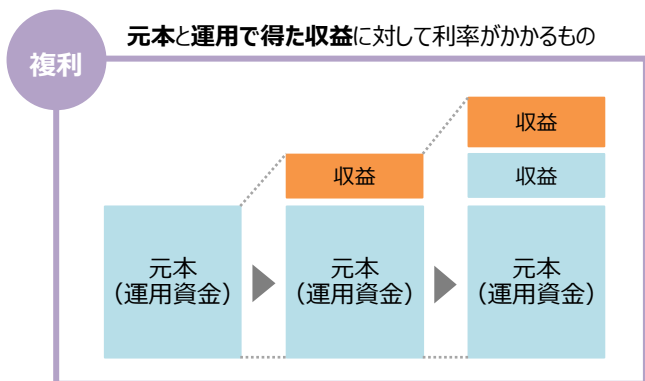 元本と運用で得た収益に対して利率がかかるもの
複利
収益
収益
収益
元本
(運用資金)
元本
(運用資金)
元本
(運用資金)